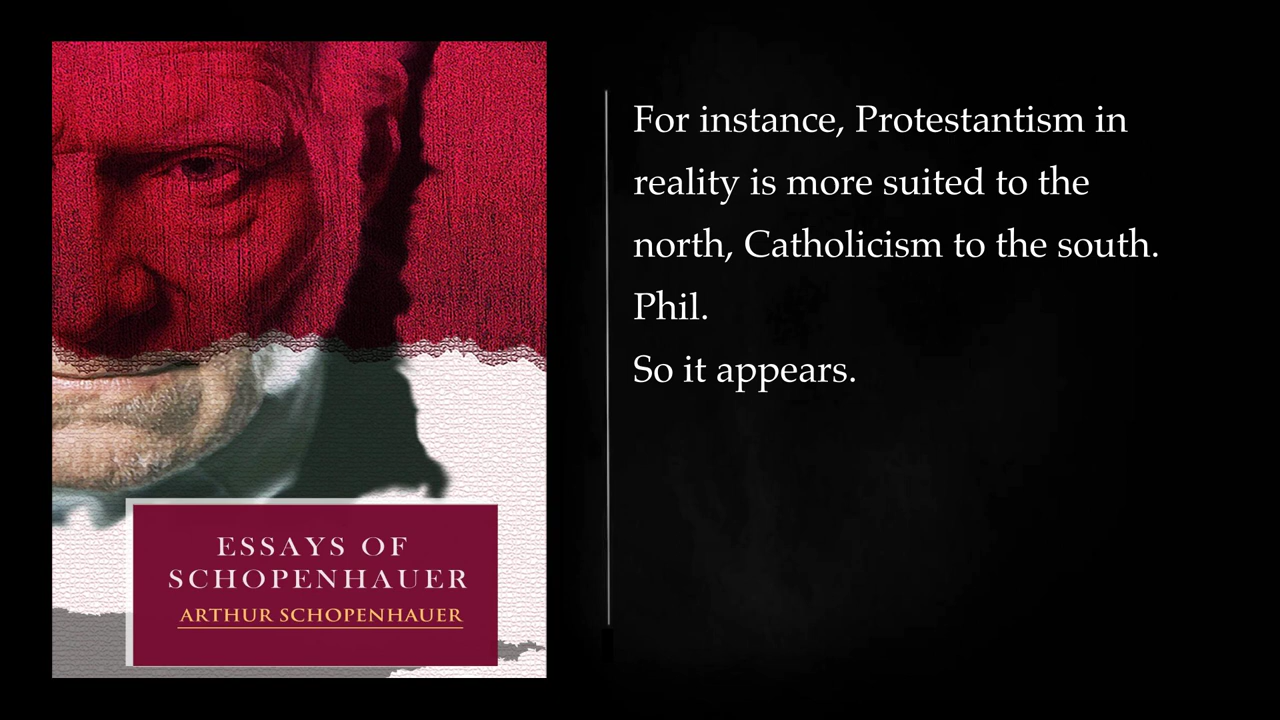 For instance, Protestantism in
reality is more suited to the
north, Catholicism to the south.
Phil.
So it appears.
ESSAYS OF
SCHOPENHAUER
ARTHUR SCHOPENHAUER